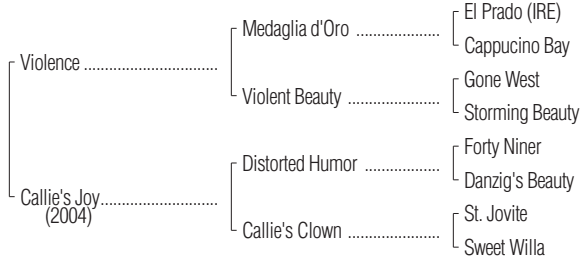 El Prado (IRE)
Medaglia d'Oro ....................
Cappucino Bay
Violence ................................
Gone West
Violent Beauty ......................
Storming Beauty
Forty Niner
Distorted Humor ..................
Danzig's Beauty
Callie's Joy............................
(2004)
St. Jovite
Callie's Clown ......................
Sweet Willa